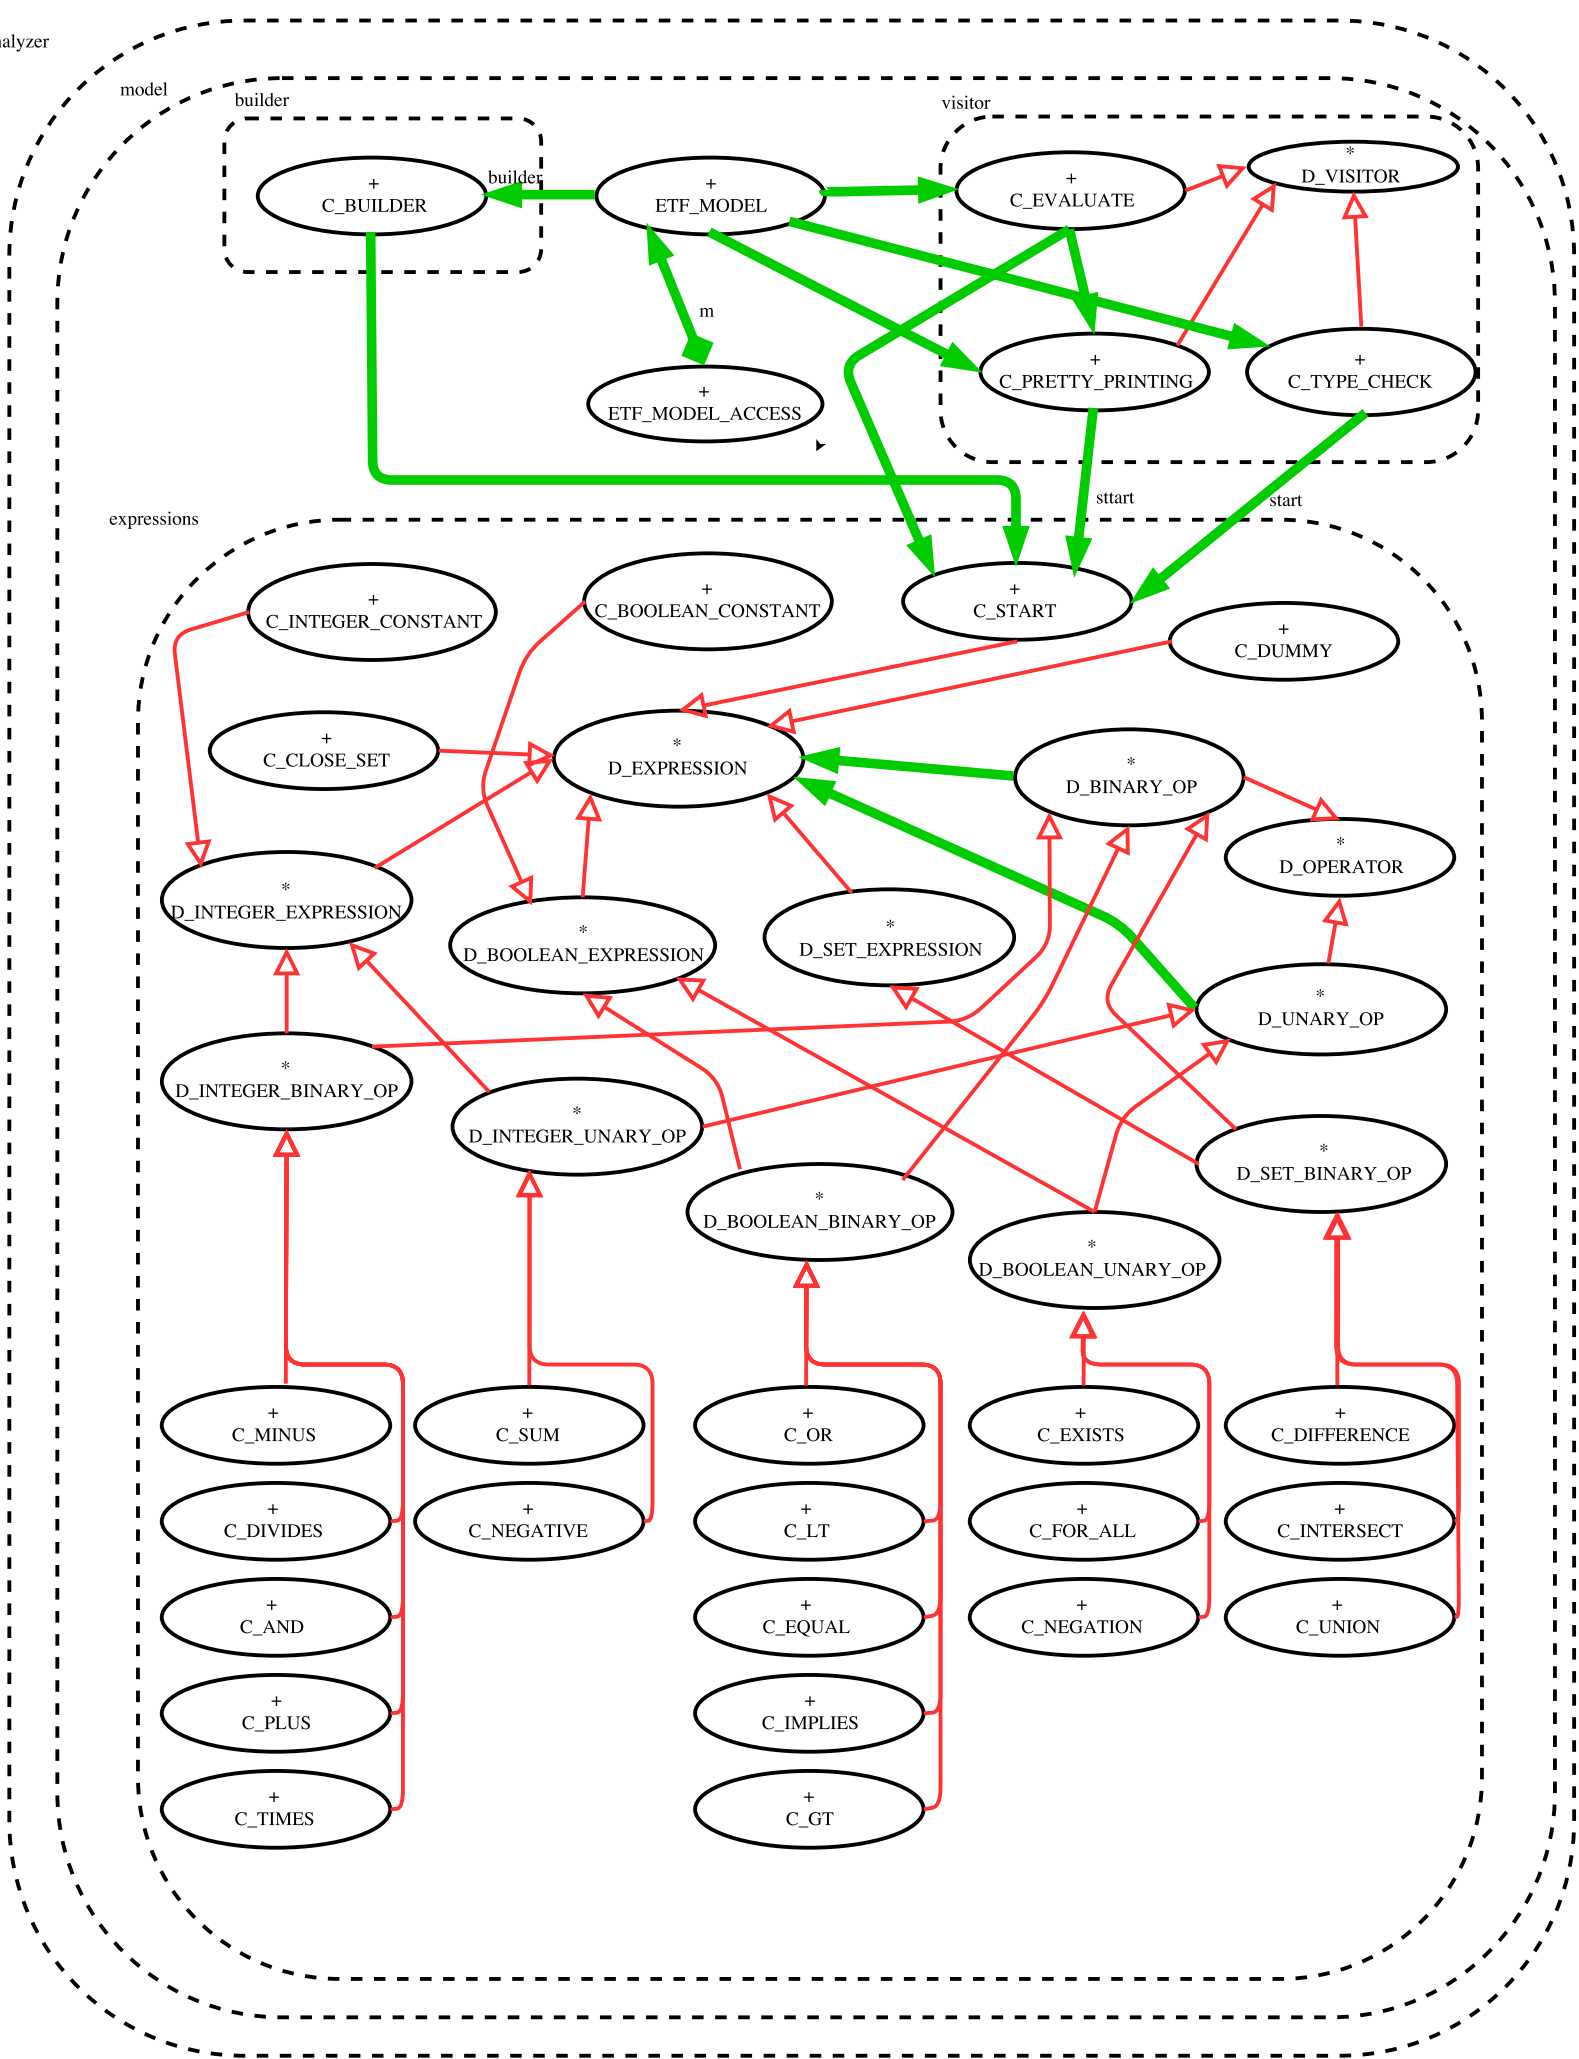 nalyzer
model
builder
visitor
+
C_BUILDER
builder
+
ETF_MODEL
+
C_EVALUATE
*
D_VISITOR
m
+
ETF_MODEL_ACCESS
+
C_PRETTY_PRINTING
+
C_TYPE_CHECK
sttart
start
expressions
+
C_INTEGER_CONSTANT
+
C_BOOLEAN_CONSTANT
+
C_START
+
C_DUMMY
+
C_CLOSE_SET
*
D_EXPRESSION
*
D_BINARY_OP
*
D_OPERATOR
*
D_INTEGER_EXPRESSION
*
D_BOOLEAN_EXPRESSION
*
D_SET_EXPRESSION
*
D_UNARY_OP
*
D_INTEGER_BINARY_OP
*
D_INTEGER_UNARY_OP
*
D_BOOLEAN_BINARY_OP
*
D_BOOLEAN_UNARY_OP
*
D_SET_BINARY_OP
+
C_MINUS
+
C_SUM
+
C_OR
+
C_EXISTS
+
C_DIFFERENCE
+
C_DIVIDES
+
C_NEGATIVE
+
C_LT
+
C_FOR_ALL
+
C_INTERSECT
+
C_AND
+
C_EQUAL
+
C_NEGATION
+
C_UNION
+
C_PLUS
+
C_IMPLIES
+
C_TIMES
+
C_GT